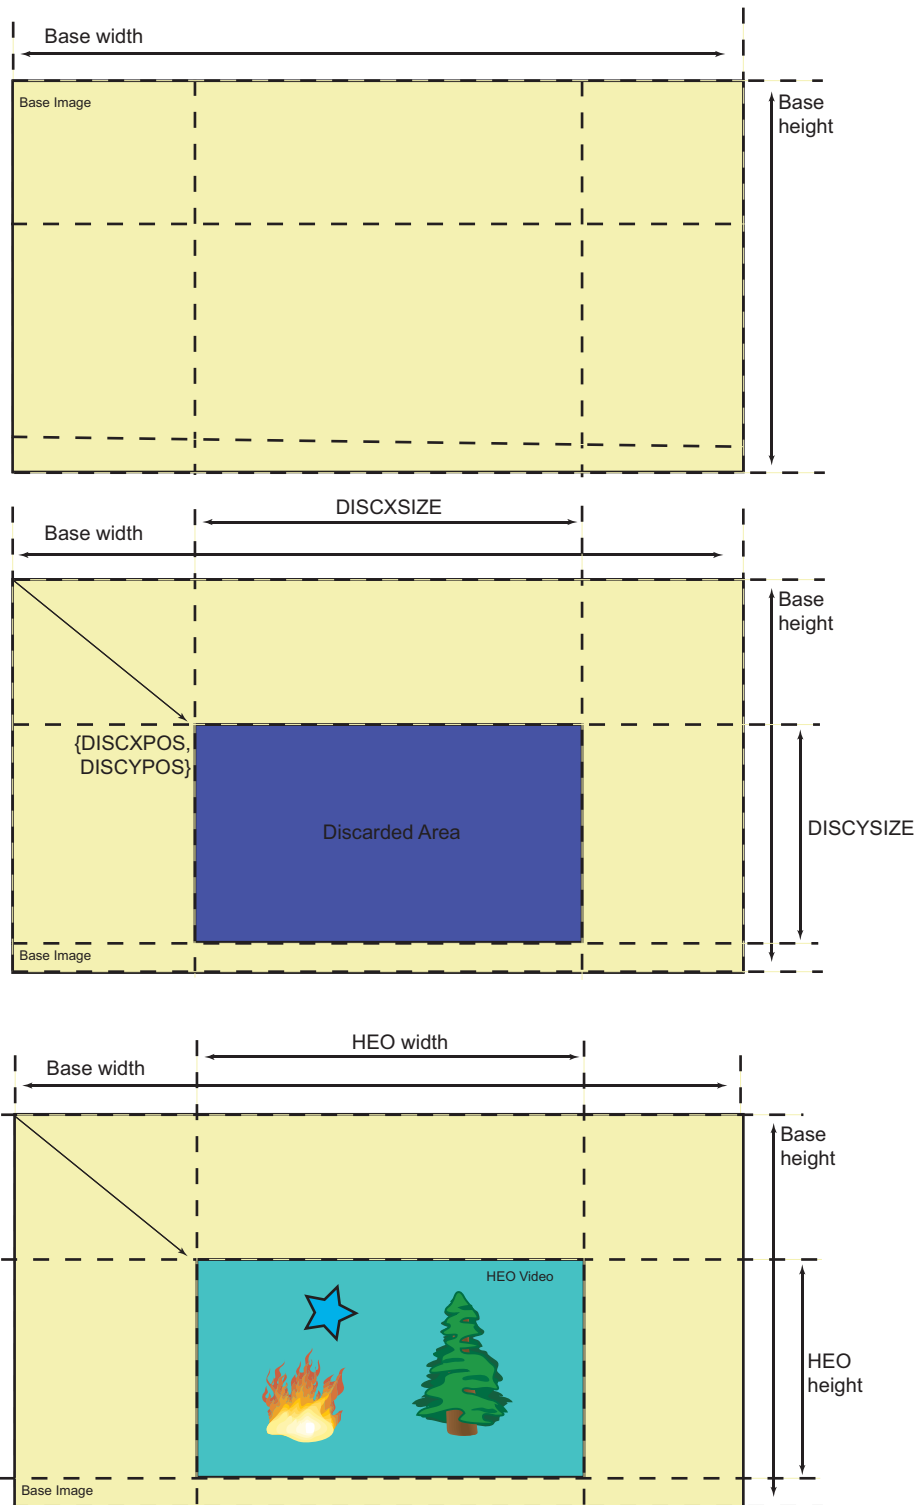 Base width
Base Image
Base
height
DISCXSIZE
Base width
Base
height
{DISCXPOS,
DISCYPOS}
Discarded Area
DISCYSIZE
Base Image
HEO width
Base width
Base
height
HEO Video
HEO
height
Base Image